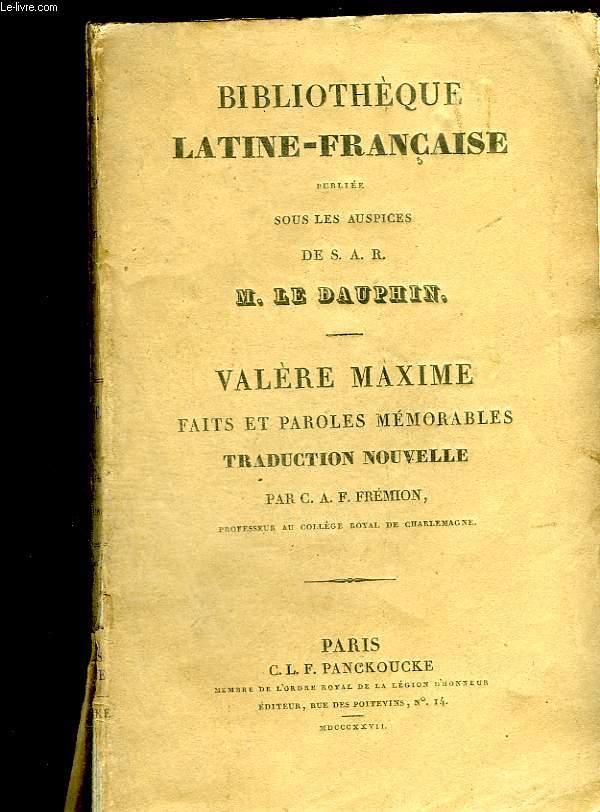 Le-livre.com
BIBLIOTHÈQUE
LATINE-FRANÇAISE
PUBLIÉE
SOUS LES AUSPICES
DE S. A. R.
M. LE DAUPHIN.
VALÈRE MAXIME
FAITS ET PAROLES MÉMORABLES
TRADUCTION NOUVELLE
PAR C. A. F. FRÉMION,
PROFESSEUR AU COLLÈGE ROYAL DE CHARLEMAGNE.
PARIS
C. L. F. PANCKOUCKE
MEMBRE DE L'ORDRE ROYAL DE LA LÉGION D'HONNEUR
ÉDITEUR, RUE DES POITEVINS, Nº. 14.
MDCCCXXVII.